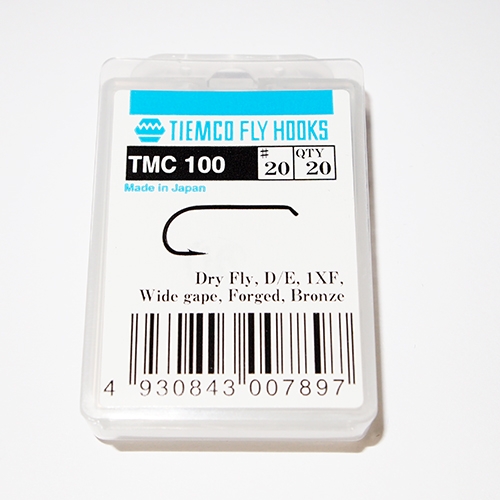 TIEMCO FLY HOOKS
TMC 100 # 20 QTY 20
Made in Japan
Dry Fly, D/E, 1XF,
Wide gape, Forged, Bronze
4 930843 007897